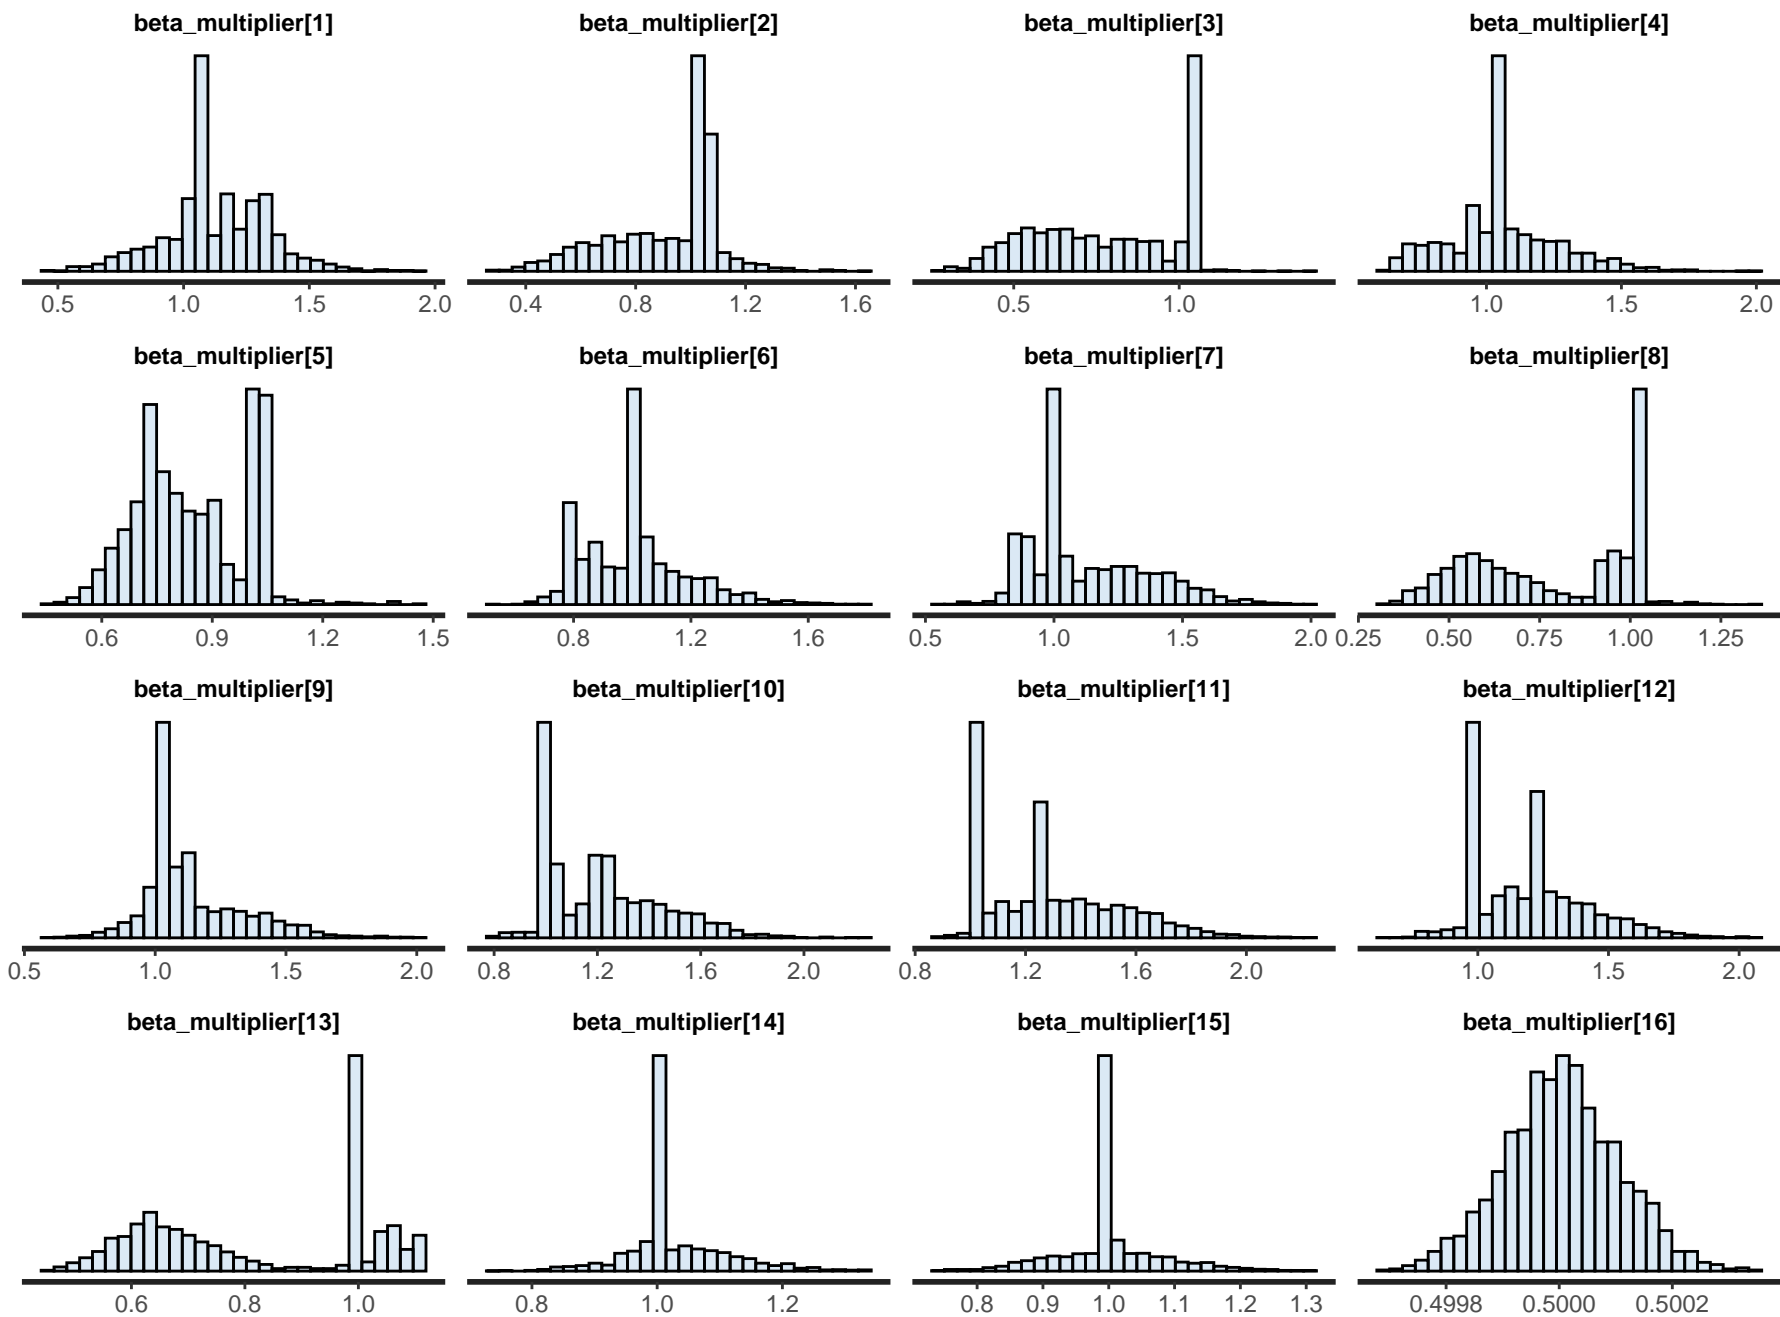 beta_multiplier[1] beta_multiplier[2] beta_multiplier[3] beta_multiplier[4]
0.5 1.0 1.5 2.0 0.4 0.8 1.2 1.6 0.5 1.0 1.0 1.5 2.0
beta_multiplier[5] beta_multiplier[6] beta_multiplier[7] beta_multiplier[8]
0.6 0.9 1.2 1.5 0.8 1.2 1.6 0.5 1.0 1.5 2.0 0.25 0.50 0.75 1.00 1.25
beta_multiplier[9] beta_multiplier[10] beta_multiplier[11] beta_multiplier[12]
0.5 1.0 1.5 2.0 0.8 1.2 1.6 2.0 0.8 1.2 1.6 2.0 1.0 1.5 2.0
beta_multiplier[13] beta_multiplier[14] beta_multiplier[15] beta_multiplier[16]
0.6 0.8 1.0 0.8 1.0 1.2 0.8 0.9 1.0 1.1 1.2 1.3 0.4998 0.5000 0.5002